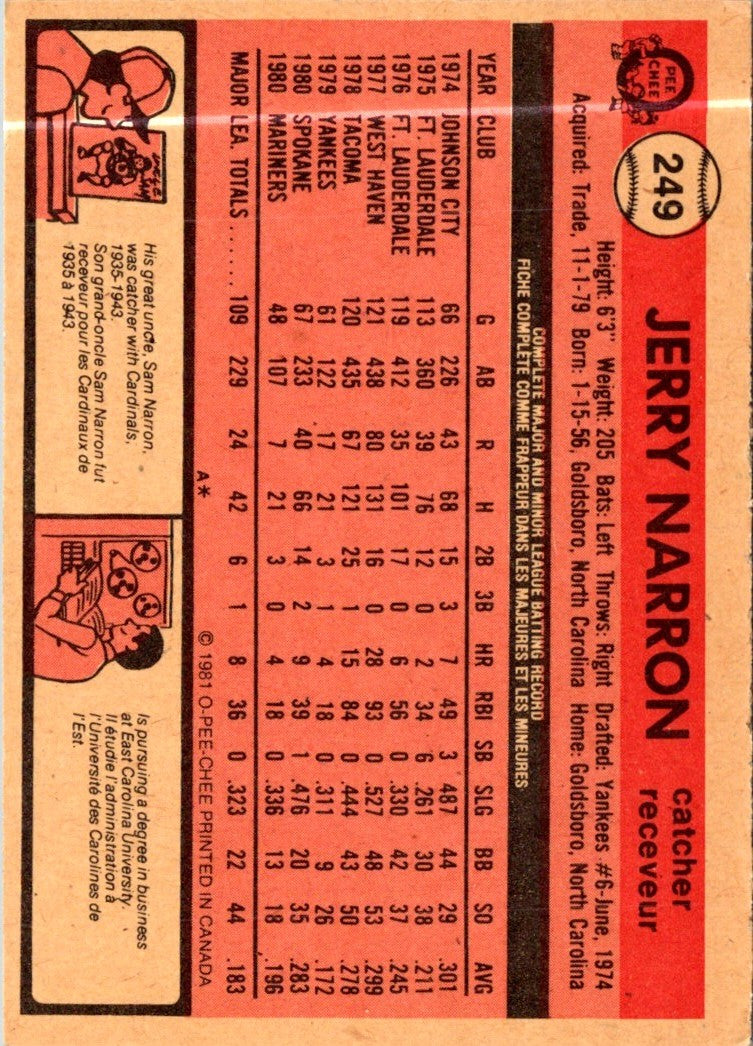 O PEE CHEE
249
JERRY NARRON
catcher
receveur
Height: 6'3" Weight: 205 Bats: Left Throws: Right Drafted: Yankees #6-June, 1974
Acquired: Trade, 11-1-79 Born: 1-15-56, Goldsboro, North Carolina Home: Goldsboro, North Carolina
COMPLETE MAJOR AND MINOR LEAGUE BATTING RECORD
FICHE COMPLÈTE COMME FRAPPEUR DANS LES MAJEURES ET LES MINEURES
YEAR CLUB G AB R H 2B 3B HR RBI SB SLG BB SO AVG
1974 JOHNSON CITY 66 226 43 68 15 3 7 49 3 .487 44 29 .301
1975 FT. LAUDERDALE 113 360 39 76 12 0 2 34 6 .261 30 38 .211
1976 FT. LAUDERDALE 119 412 35 101 17 0 6 56 0 .330 42 37 .245
1977 WEST HAVEN 121 438 80 131 16 0 28 93 0 .527 48 53 .299
1978 TACOMA 120 435 67 121 25 1 15 84 0 .444 43 50 .278
1979 YANKEES 61 122 17 21 3 1 4 18 0 .311 9 26 .172
1980 SPOKANE 67 233 40 66 14 2 9 39 1 .476 20 35 .283
1980 MARINERS 48 107 7 21 3 0 4 18 0 .336 13 18 .196
MAJOR LEA. TOTALS ...... 109 229 24 42 6 1 8 36 0 .323 22 44 .183
A* © 1981 O-PEE-CHEE PRINTED IN CANADA
UNCLE SAM
His great uncle, Sam Narron,
was catcher with Cardinals,
1935-1943.
Son grand-oncle Sam Narron fut
receveur pour les Cardinaux de
1935 à 1943.
Is pursuing a degree in business
at East Carolina University.
Il étudie l'administration à
l'Université des Carolines de
l'Est.